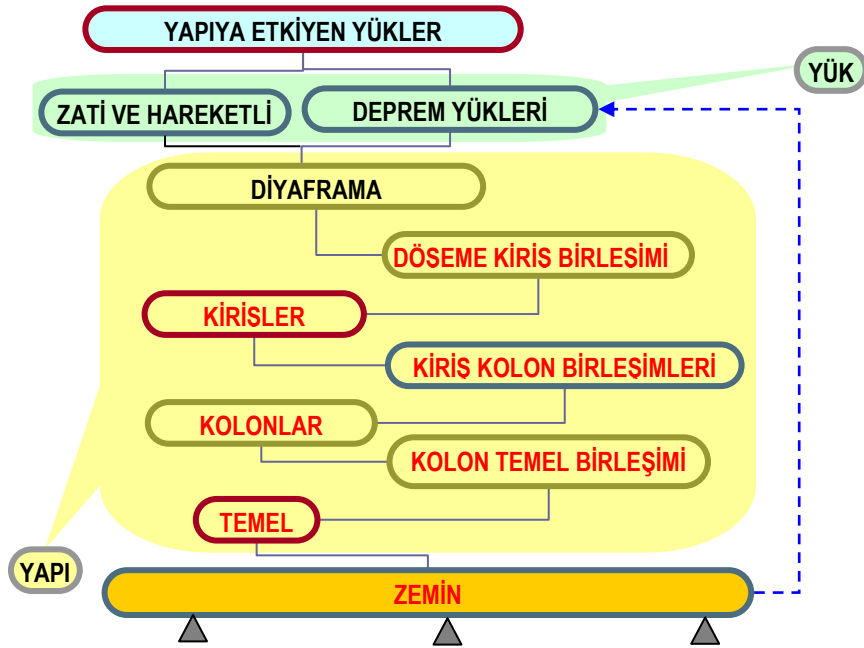 YAPIYA ETKİYEN YÜKLER
YÜK
ZATİ VE HAREKETLİ
DEPREM YÜKLERİ
DİYAFRAMA
DÖSEME KİRİS BİRLESİMİ
KİRİŞLER
KİRİŞ KOLON BİRLEŞİMLERİ
KOLONLAR
KOLON TEMEL BİRLEŞİMİ
TEMEL
YAPI
ZEMİN